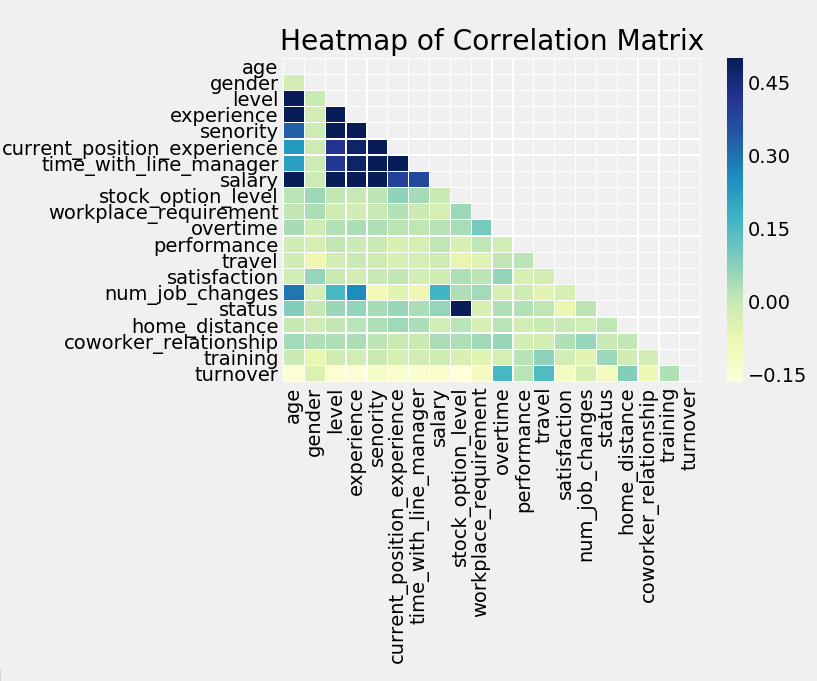 Heatmap of Correlation Matrix
age
gender
level
experience
senority
current_position_experience
time_with_line_manager
salary
stock_option_level
workplace_requirement
overtime
performance
travel
satisfaction
num_job_changes
status
home_distance
coworker_relationship
training
turnover
0.45
0.30
0.15
0.00
−0.15
age
gender
level
experience
senority
current_position_experience
time_with_line_manager
salary
stock_option_level
workplace_requirement
overtime
performance
travel
satisfaction
num_job_changes
status
home_distance
coworker_relationship
training
turnover